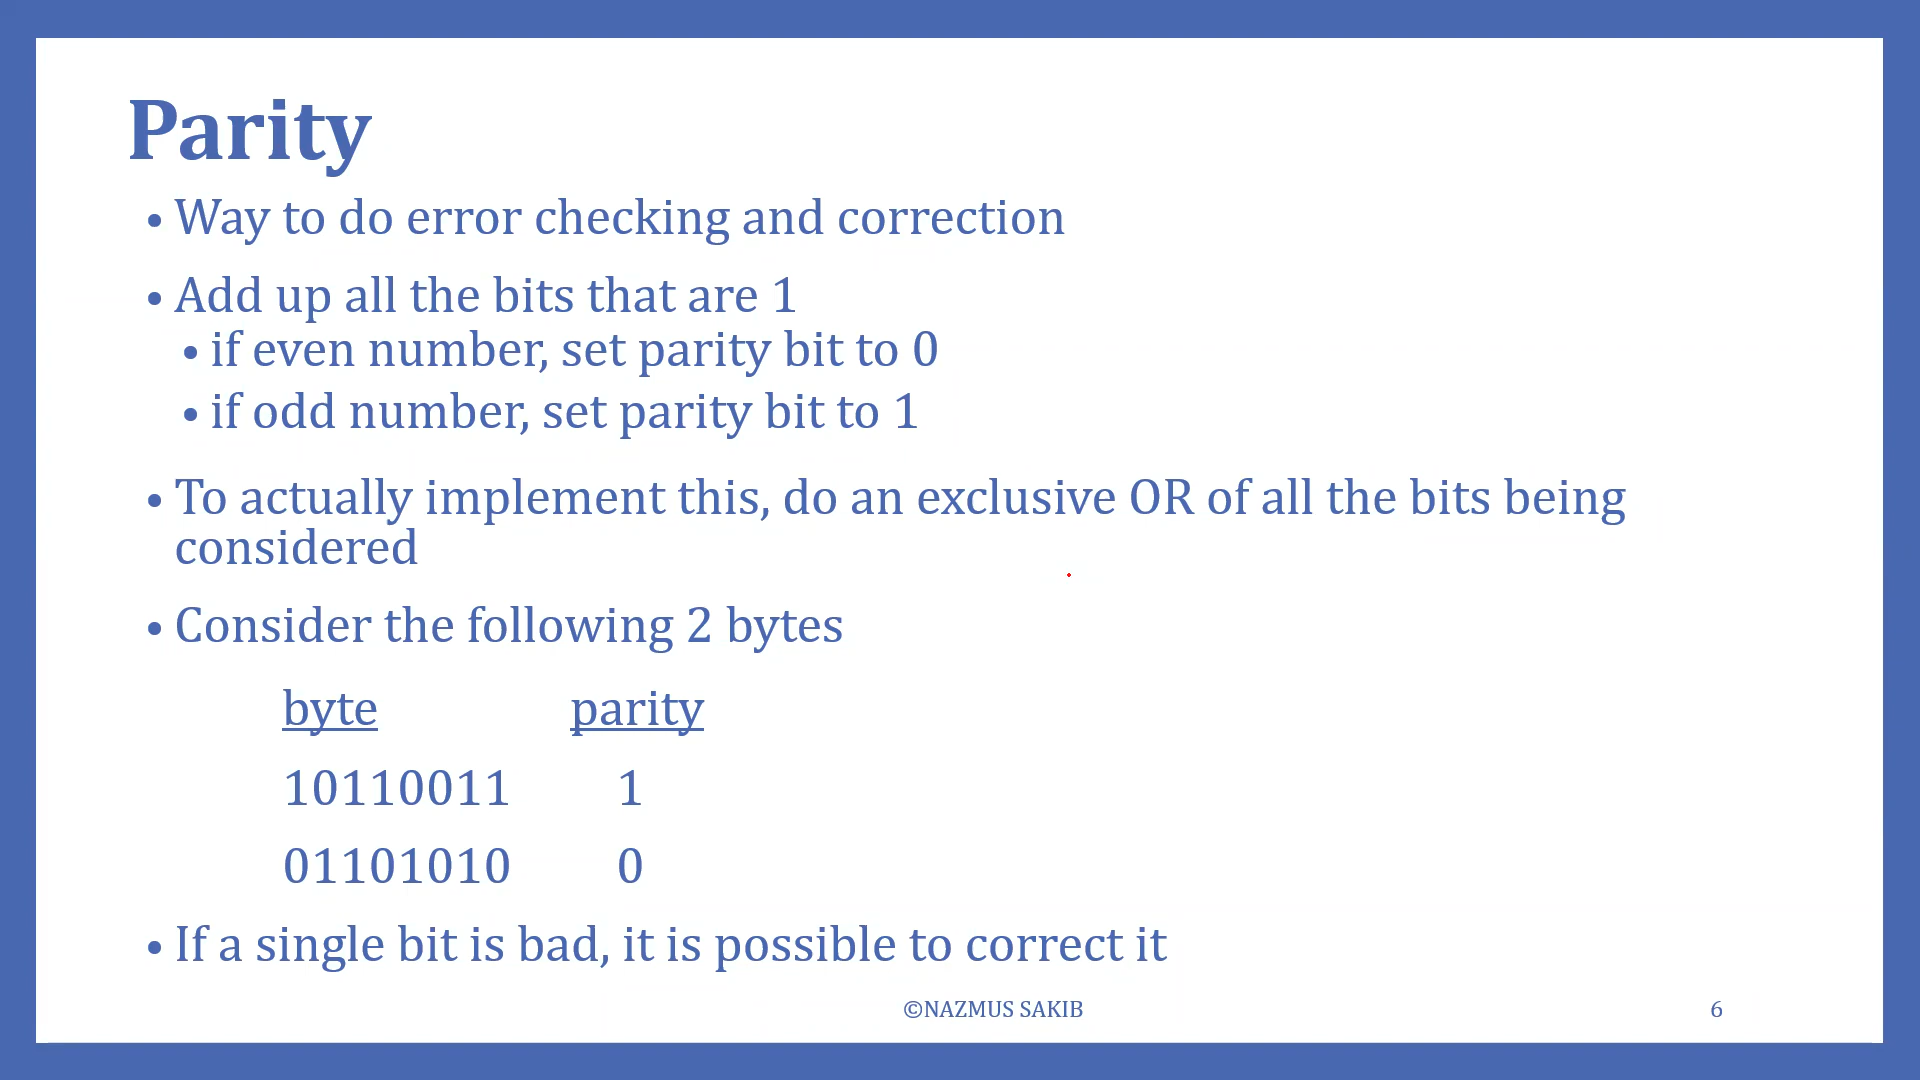 Parity
• Way to do error checking and correction
• Add up all the bits that are 1
• if even number, set parity bit to 0
• if odd number, set parity bit to 1
• To actually implement this, do an exclusive OR of all the bits being
considered
• Consider the following 2 bytes
byte parity
10110011 1
01101010 0
• If a single bit is bad, it is possible to correct it
©NAZMUS SAKIB 6